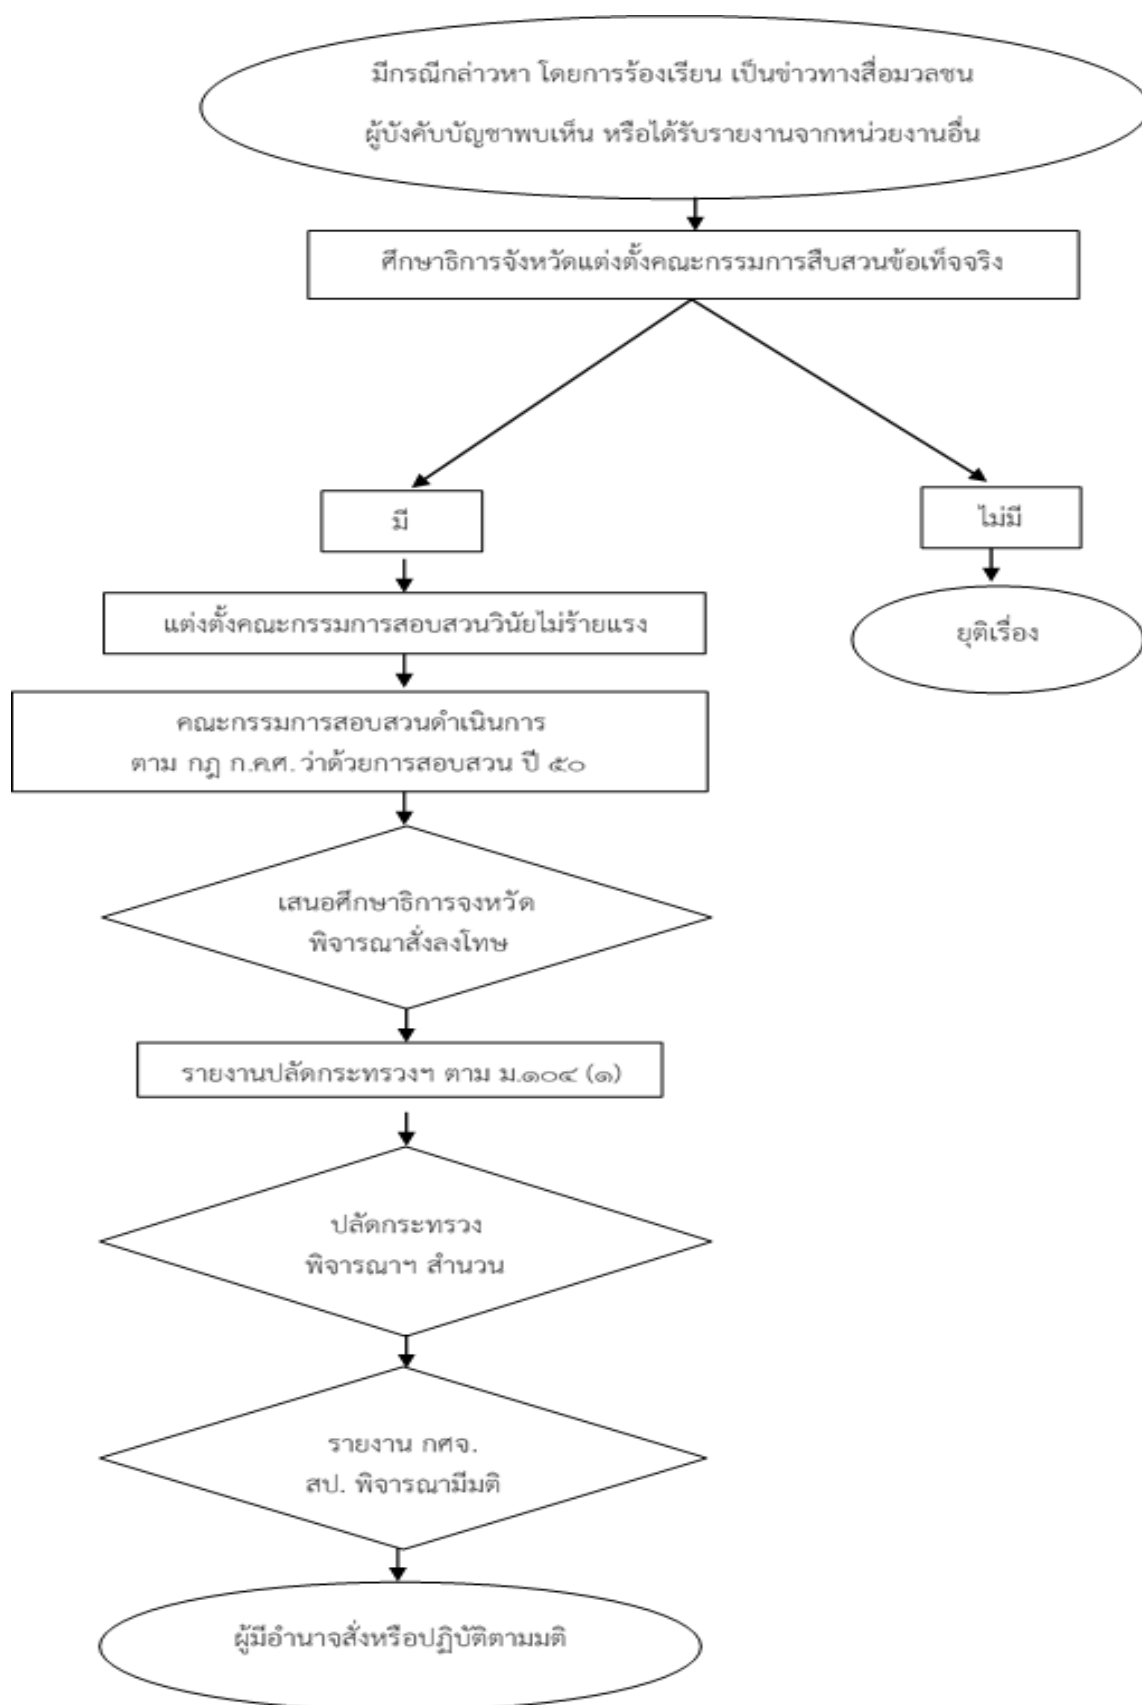 มีกรณีกล่าวหา โดยการร้องเรียน เป็นข่าวทางสื่อมวลชน
ผู้บังคับบัญชาพบเห็น หรือได้รับรายงานจากหน่วยงานอื่น
ศึกษาธิการจังหวัดแต่งตั้งคณะกรรมการสืบสวนข้อเท็จจริง
มี
ไม่มี
แต่งตั้งคณะกรรมการสอบสวนวินัยไม่ร้ายแรง
ยุติเรื่อง
คณะกรรมการสอบสวนดำเนินการ
ตาม กฎ ก.ค.ศ. ว่าด้วยการสอบสวน ปี ๕๐
เสนอศึกษาธิการจงหวัด
พิจารณาสั่งลงโทษ
รายงานปลัดกระทรวงฯ ตาม ม.๑๐๔ (๑)
ปลัดกระทรวง
พิจารณาฯ สำนวน
รายงาน กศจ.
สป. พิจารณามีมติ
ผู้มีอำนาจสั่งหรือปฏิบัติตามมติ